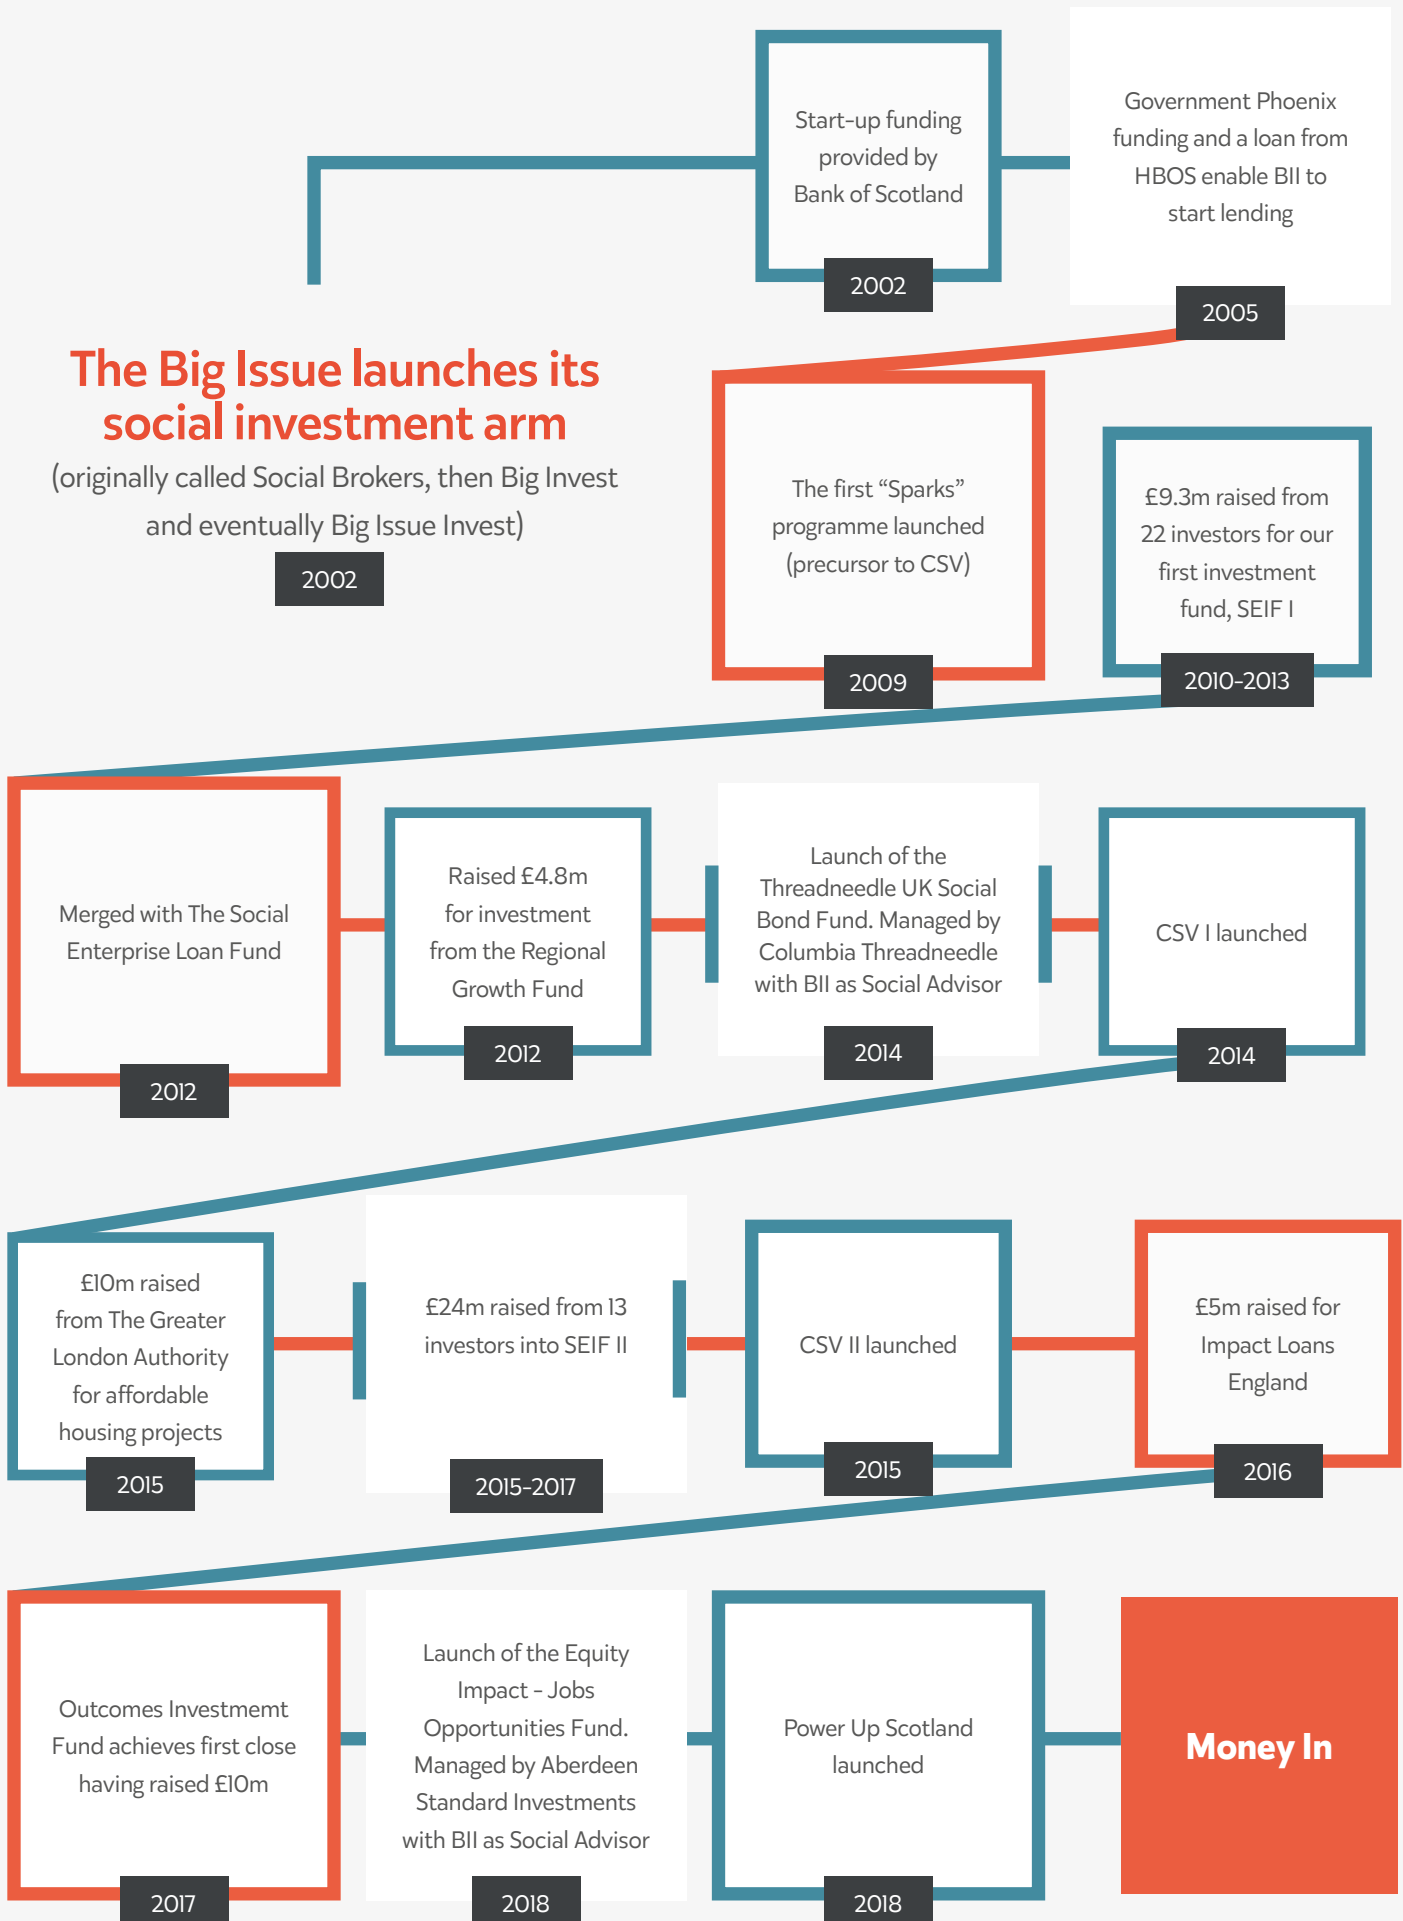 Start-up funding
provided by
Bank of Scotland
2002
Government Phoenix
funding and a loan from
HBOS enable BII to
start lending
2005
The Big Issue launches its
social investment arm
(originally called Social Brokers, then Big Invest
and eventually Big Issue Invest)
2002
The first “Sparks”
programme launched
(precursor to CSV)
2009
£9.3m raised from
22 investors for our
first investment
fund, SEIF I
2010-2013
Merged with The Social
Enterprise Loan Fund
2012
Raised £4.8m
for investment
from the Regional
Growth Fund
2012
Launch of the
Threadneedle UK Social
Bond Fund. Managed by
Columbia Threadneedle
with BII as Social Advisor
2014
CSV I launched
2014
£10m raised
from The Greater
London Authority
for affordable
housing projects
2015
£24m raised from 13
investors into SEIF II
2015-2017
CSV II launched
2015
£5m raised for
Impact Loans
England
2016
Outcomes Investmemt
Fund achieves first close
having raised £10m
2017
Launch of the Equity
Impact - Jobs
Opportunities Fund.
Managed by Aberdeen
Standard Investments
with BII as Social Advisor
2018
Power Up Scotland
launched
2018
Money In